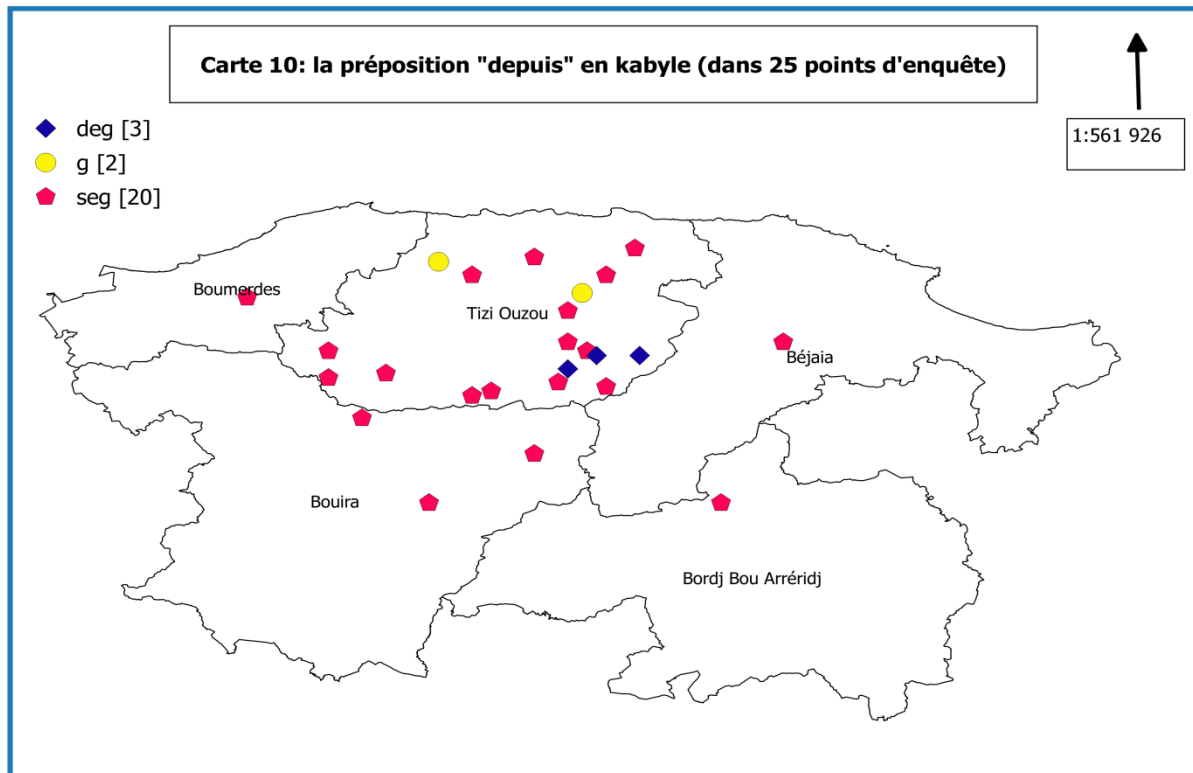 Carte 10: la préposition "depuis" en kabyle (dans 25 points d'enquête)
1:561 926
deg [3]
g [2]
seg [20]
Boumerdes
Tizi Ouzou
Béjaia
Bouira
Bordj Bou Arréridj